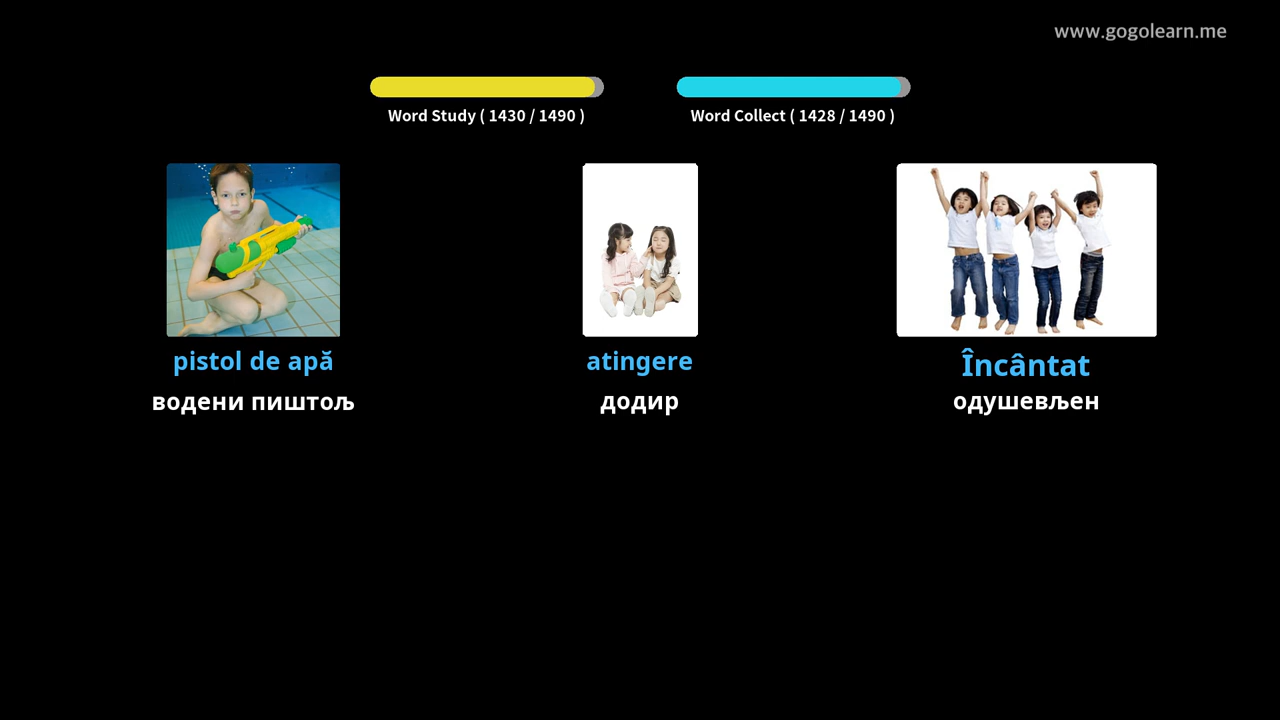 www.gogolearn.me
Word Study ( 1430 / 1490 )
Word Collect ( 1428 / 1490 )
pistol de apă
atingere
Încântat
водени пиштољ
додир
одушевљен